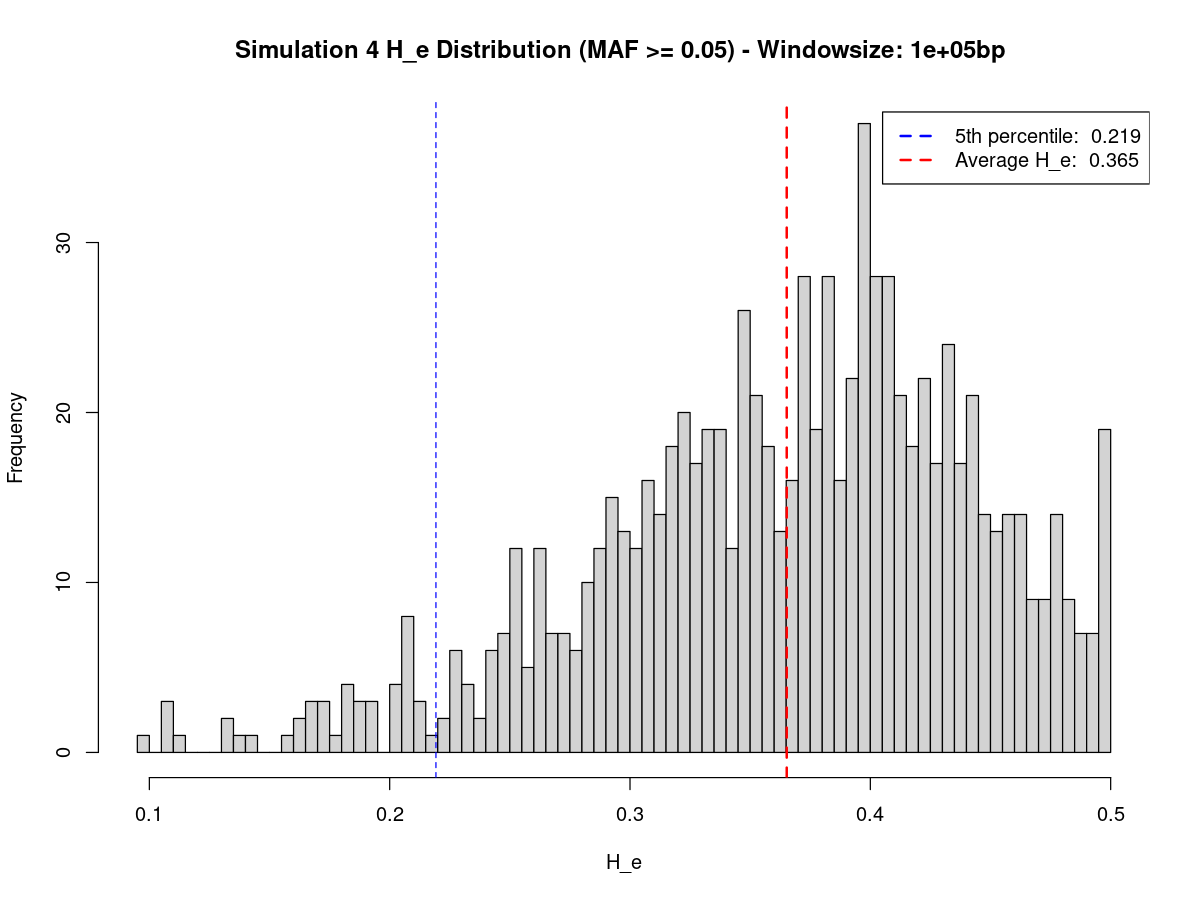 Simulation 4 H_e Distribution (MAF >= 0.05) - Windowsize: 1e+05bp
5th percentile:  0.219
Average H_e:  0.365
Frequency
30
20
10
0
0.1
0.2
0.3
0.4
0.5
H_e